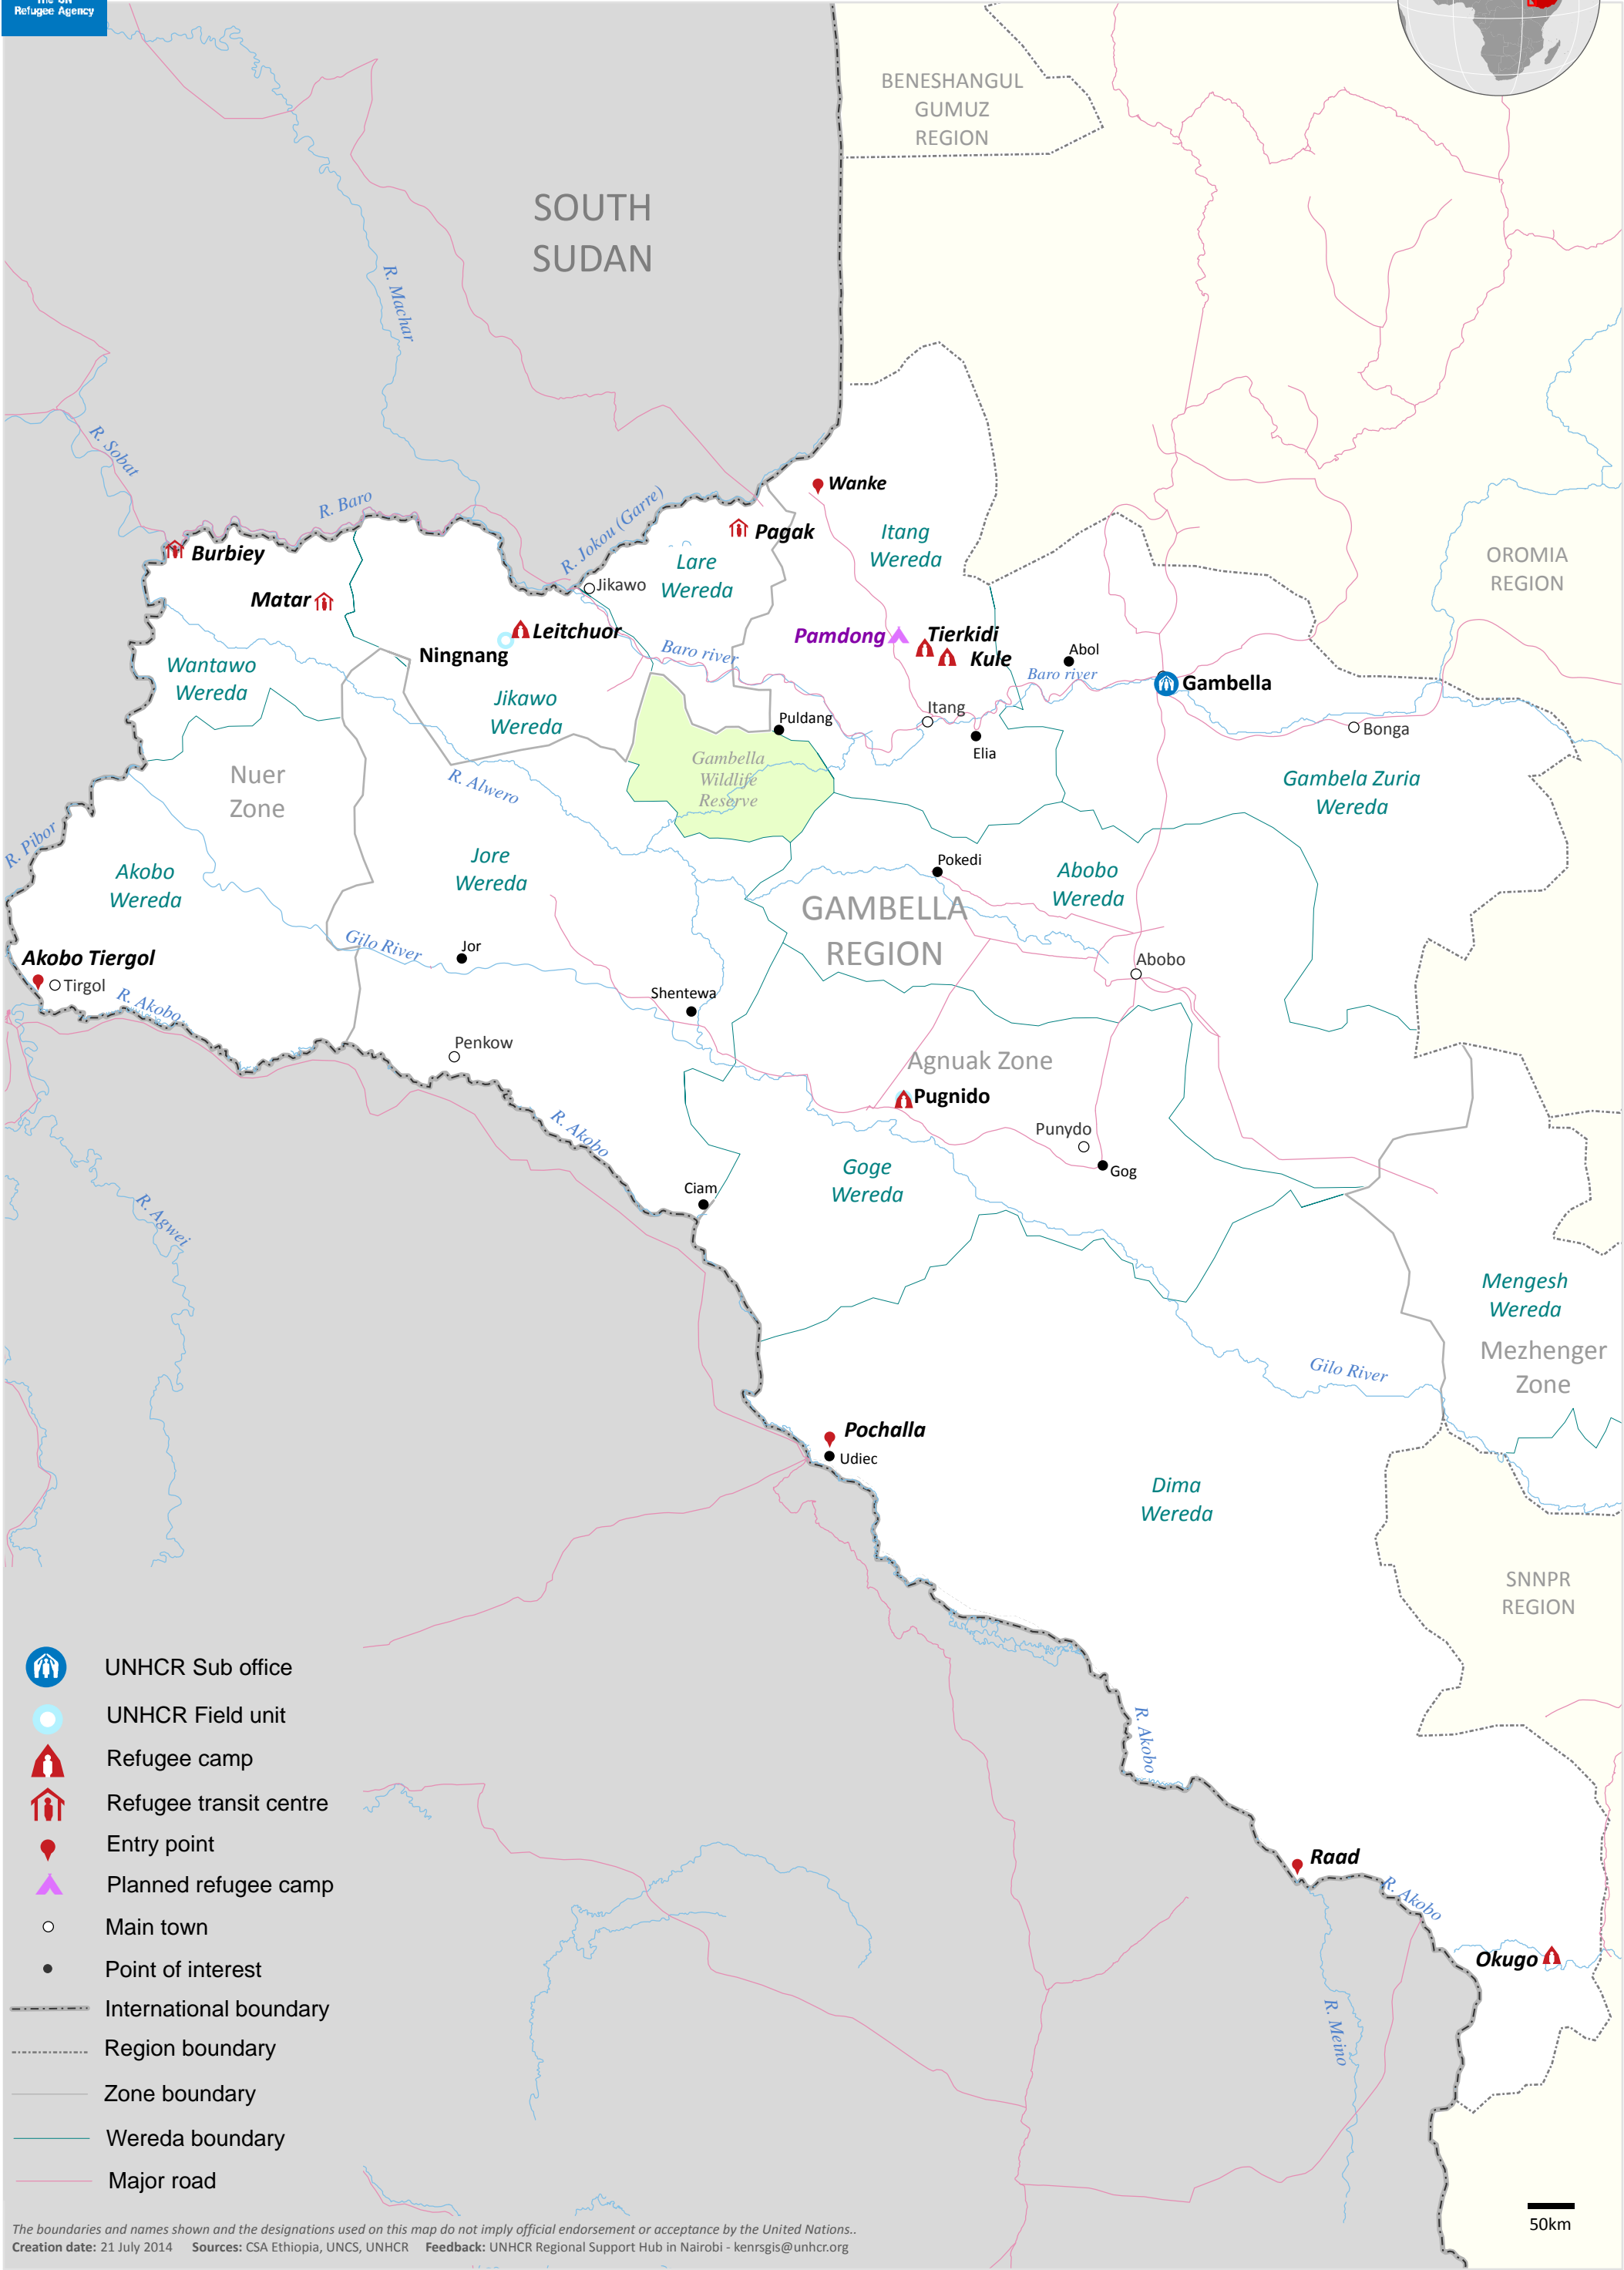 The UN
Refugee Agency
BENESHANGUL
GUMUZ
REGION
SOUTH
SUDAN
R. Machar
R. Sobat
R. Baro
R. Jokou (Garre)
Wanke
Pagak
Itang
Wereda
Burbiey
Lare
Wereda
OROMIA
REGION
Matar
Jikawo
Leitchuor
Ningnang
Baro river
Pamdong
Tierkidi
Kule
Abol
Baro river
Gambella
Wantawo
Wereda
Jikawo
Wereda
Puldang
Itang
Elia
Bonga
Nuer
Zone
R. Alwero
Gambella
Wildlife
Reserve
Gambela Zuria
Wereda
R. Pibor
Akobo
Wereda
Jore
Wereda
Pokedi
Abobo
Wereda
GAMBELLA
REGION
Gilo River
Jor
Abobo
Akobo Tiergol
Tirgol
R. Akobo
Shentewa
Penkow
Agnuak Zone
Pugnido
R. Akobo
Punydo
Gog
Goge
Wereda
Ciam
R. Agwei
Mengesh
Wereda
Mezhenger
Zone
Gilo River
Pochalla
Udiec
Dima
Wereda
SNNPR
REGION
R. Akobo
Raad
R. Akobo
Okugo
R. Meino
UNHCR Sub office
UNHCR Field unit
Refugee camp
Refugee transit centre
Entry point
Planned refugee camp
Main town
Point of interest
International boundary
Region boundary
Zone boundary
Wereda boundary
Major road
50km
The boundaries and names shown and the designations used on this map do not imply official endorsement or acceptance by the United Nations..
Creation date: 21 July 2014 Sources: CSA Ethiopia, UNCS, UNHCR Feedback: UNHCR Regional Support Hub in Nairobi - kenrsgis@unhcr.org